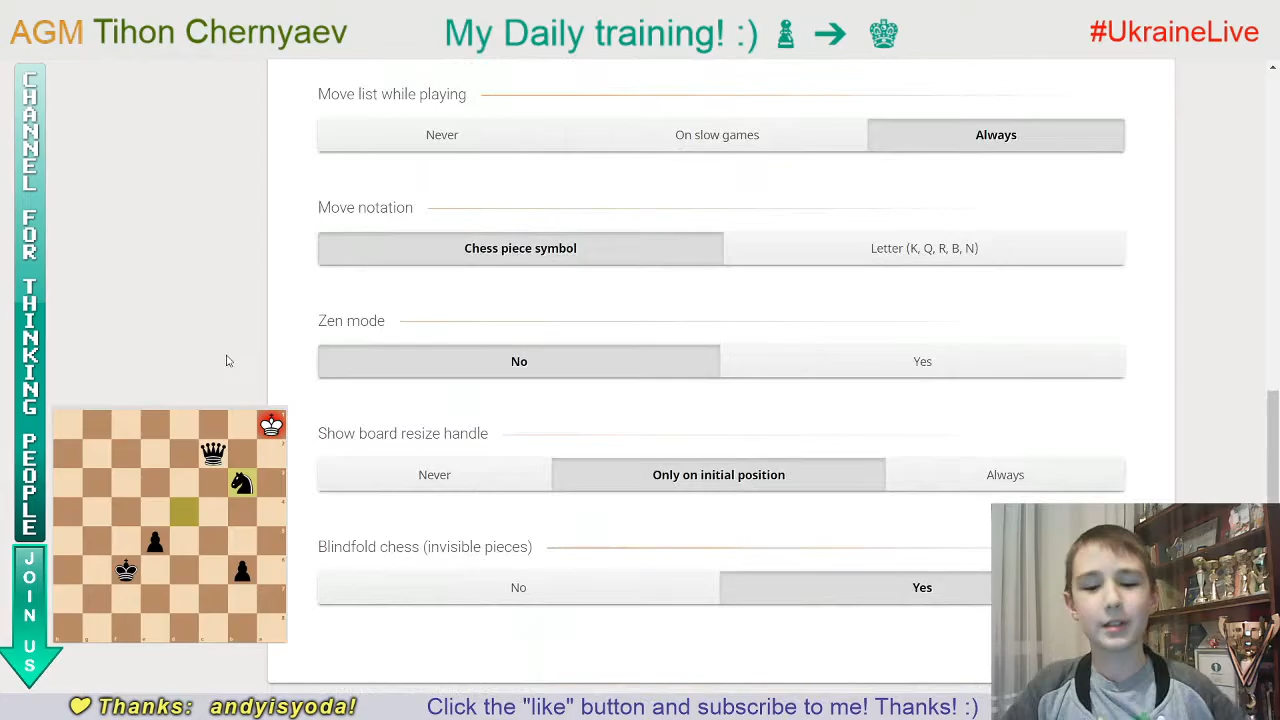 AGM Tihon Chernyaev
My Daily training! :)
#UkraineLive
CHANNEL FOR THINKING PEOPLE
JOIN US
Move list while playing
Never
On slow games
Always
Move notation
Chess piece symbol
Letter (K, Q, R, B, N)
Zen mode
No
Yes
Show board resize handle
Never
Only on initial position
Always
Blindfold chess (invisible pieces)
No
Yes
Thanks: andyisyoda!
Click the "like" button and subscribe to me! Thanks! :)